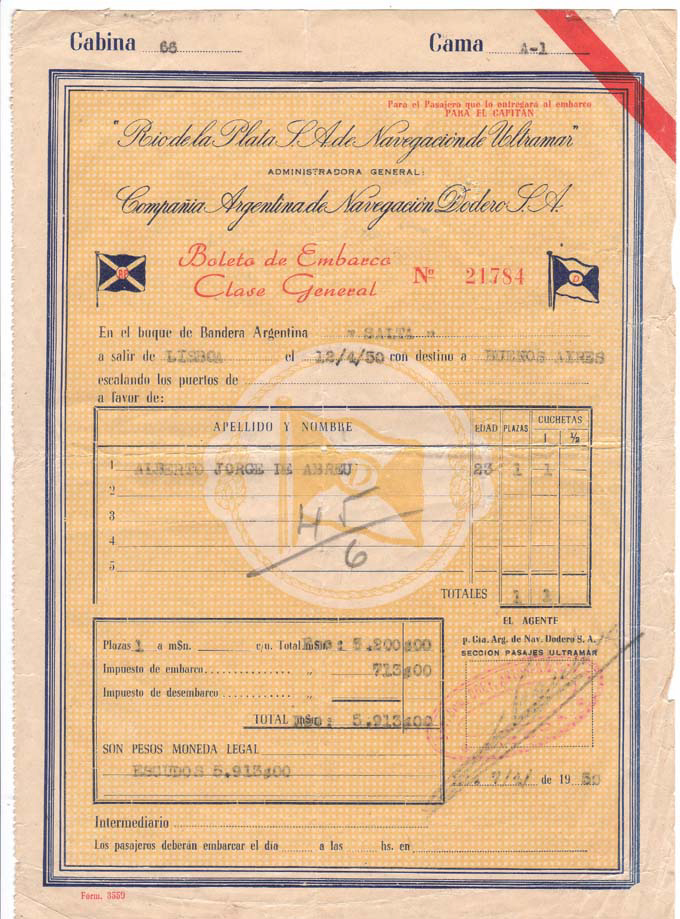 Cabina 66 Cama A-1
Para el Pasajero que lo entregará al embarco
PARA EL CAPITAN
"Rio de la Plata S.A. de Navegación de Ultramar"
ADMINISTRADORA GENERAL:
Compañia Argentina de Navegación Dodero S.A.
Boleto de Embarco
Clase General
Nº 21784
En el buque de Bandera Argentina "SALTA"
a salir de LISBOA el 12/4/50 con destino a BUENOS AIRES
escalando los puertos de
a favor de:
APELLIDO Y NOMBRE EDAD PLAZAS CUCHETAS
1 ½
1 ALBERTO JORGE DE ABREU 23 1 1
2
3
4
5
H 5/6
TOTALES 1 1
EL AGENTE
p. Cia. Arg. de Nav. Dodero S. A.
SECCION PASAJES ULTRAMAR
Plazas 1 a m$n. c/u. Total m$n. Esc: 5.200$00
Impuesto de embarco " 713$00
Impuesto de desembarco "
TOTAL m$n. Esc: 5.913$00
SON PESOS MONEDA LEGAL
ESCUDOS 5.913$00
7/4/ de 1950
Intermediario
Los pasajeros deberán embarcar el día a las hs. en
Form. 3559